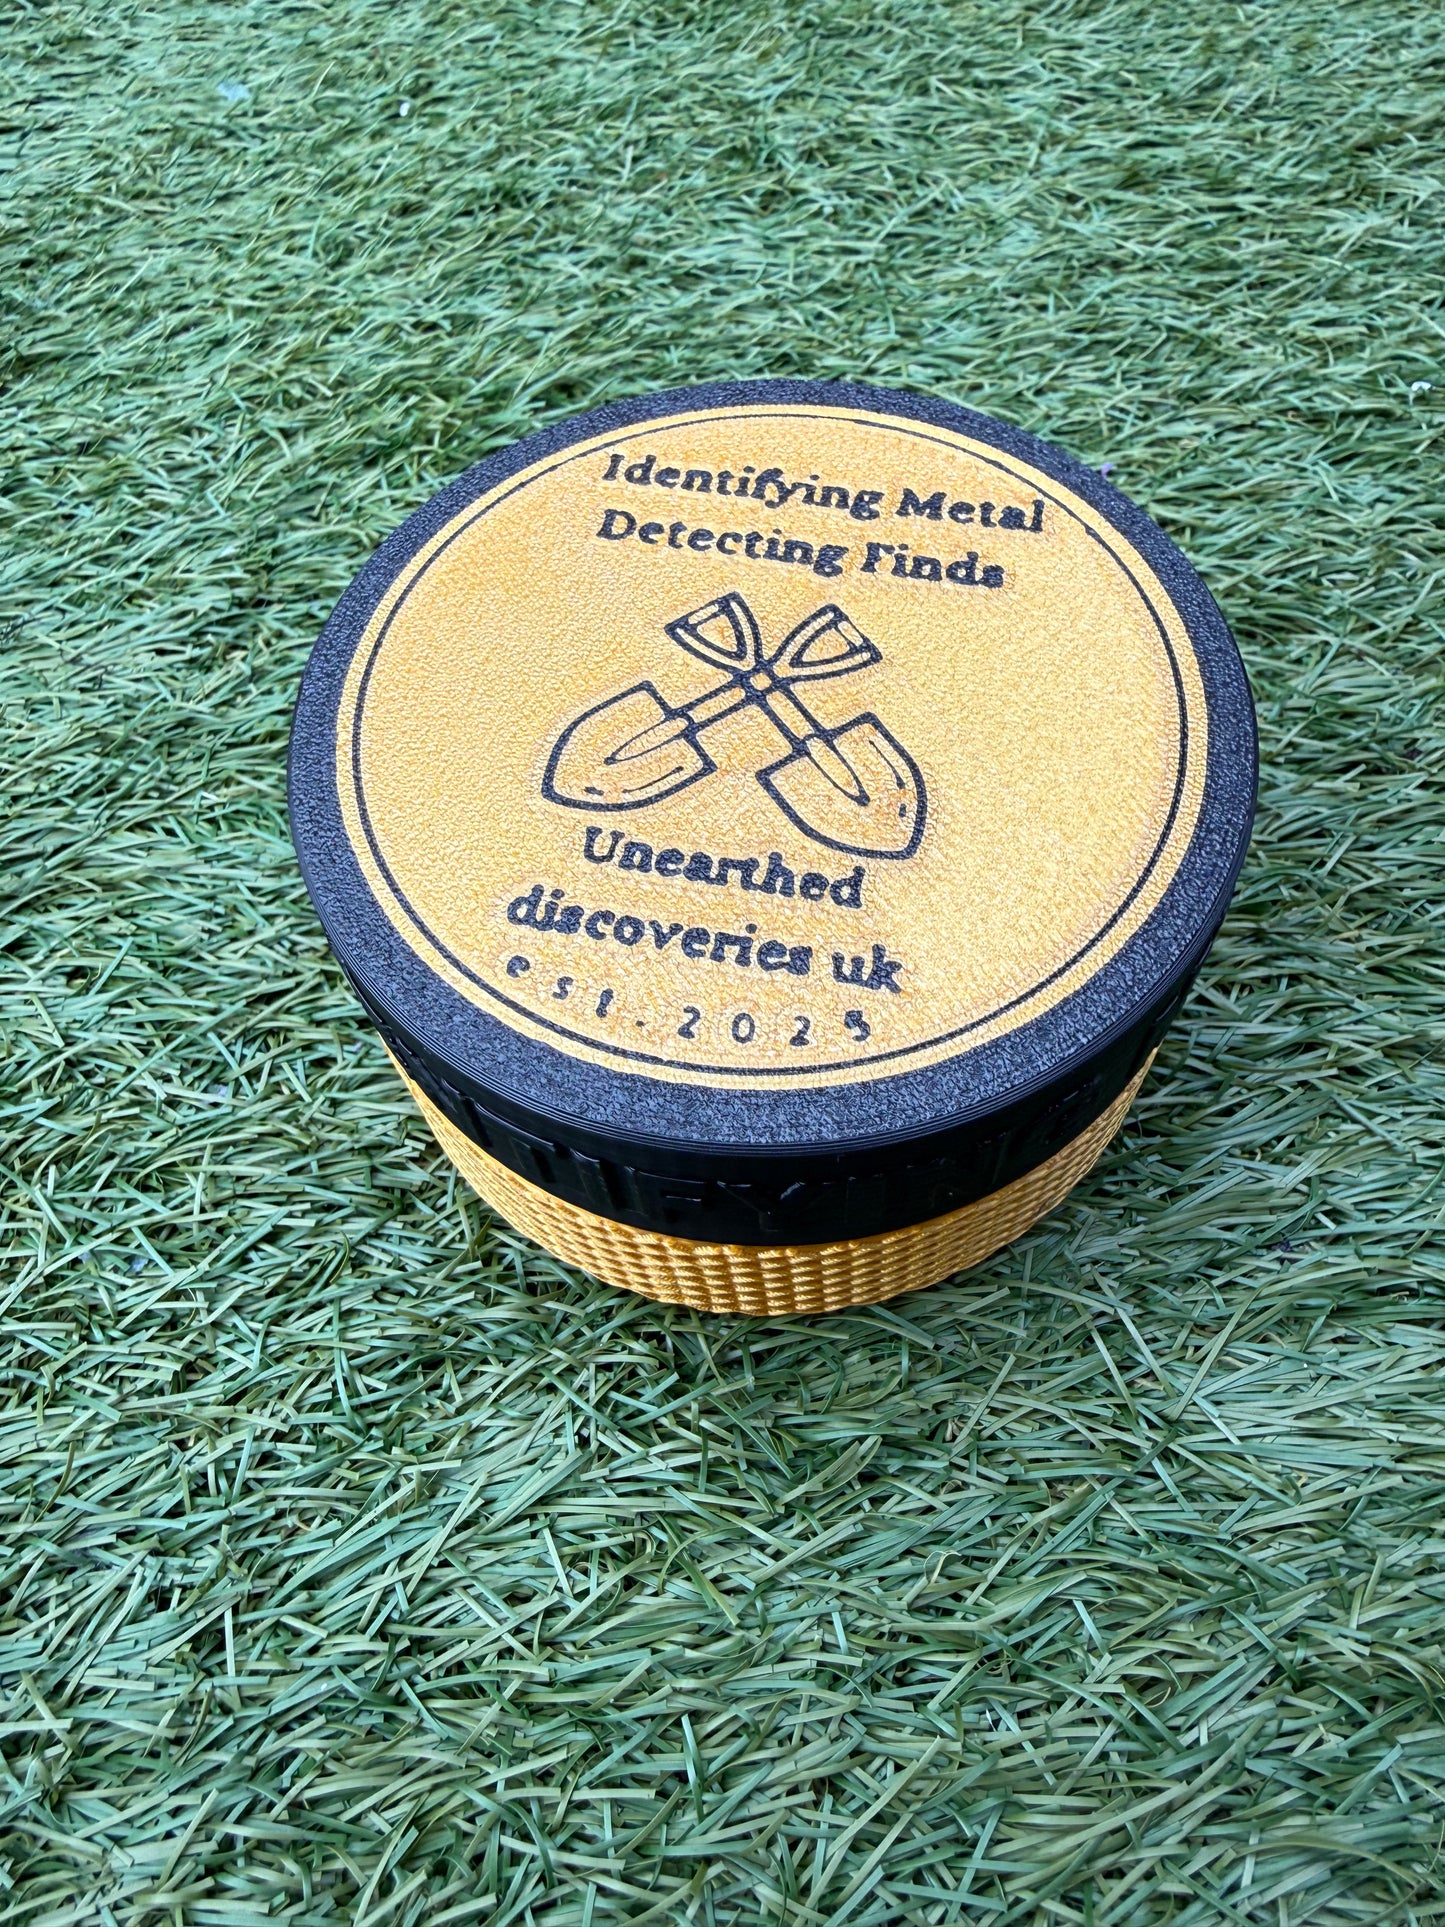 Identifying Metal
Detecting Finds
Unearthed
discoveries uk
est.2025